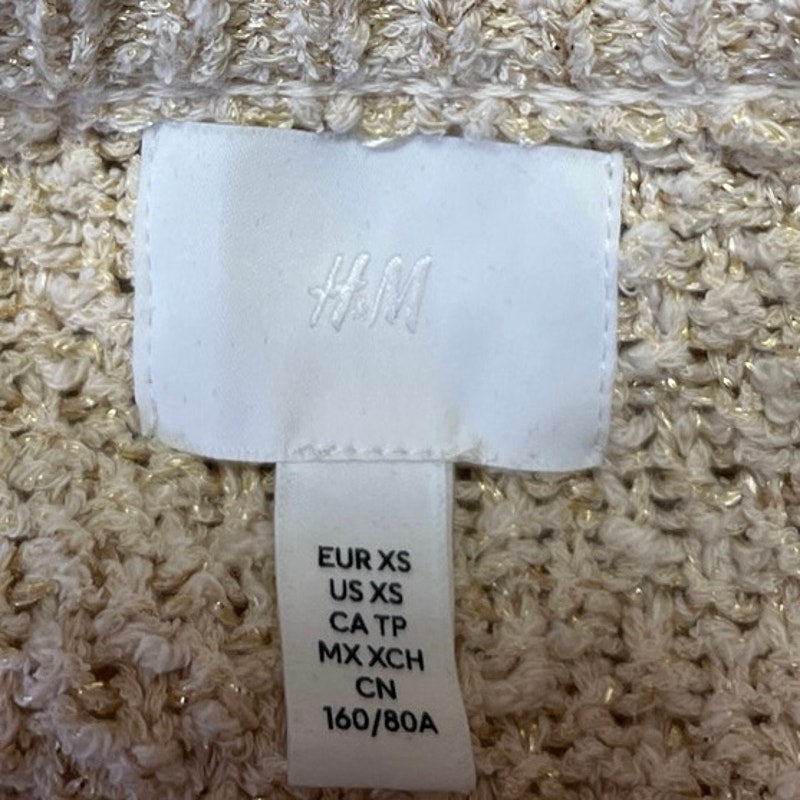 H&M
EUR XS
US XS
CA TP
MX XCH
CN
160/80A